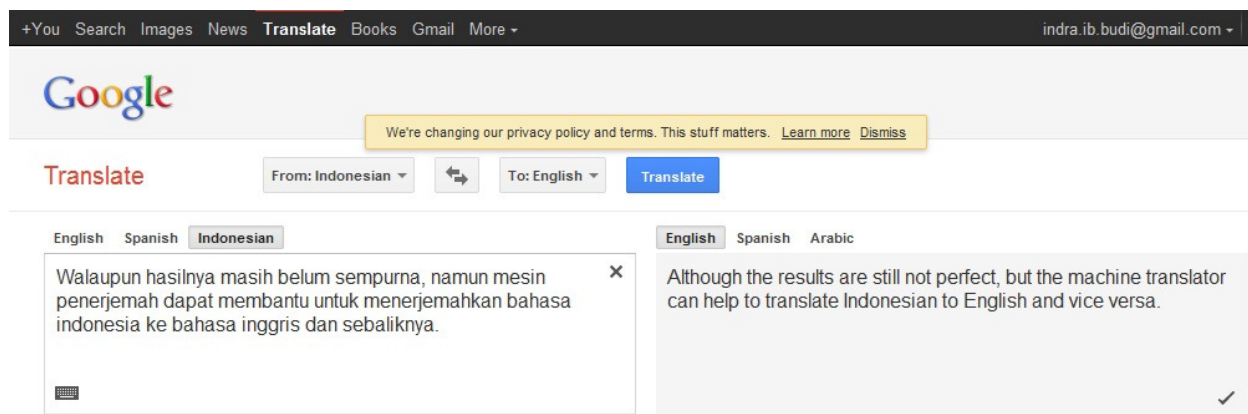 +You Search Images News Translate Books Gmail More indra.ib.budi@gmail.com
Google
We're changing our privacy policy and terms. This stuff matters. Learn more Dismiss
Translate From: Indonesian To: English Translate
English Spanish Indonesian English Spanish Arabic
Walaupun hasilnya masih belum sempurna, namun mesin
penerjemah dapat membantu untuk menerjemahkan bahasa
indonesia ke bahasa inggris dan sebaliknya.
Although the results are still not perfect, but the machine translator
can help to translate Indonesian to English and vice versa.